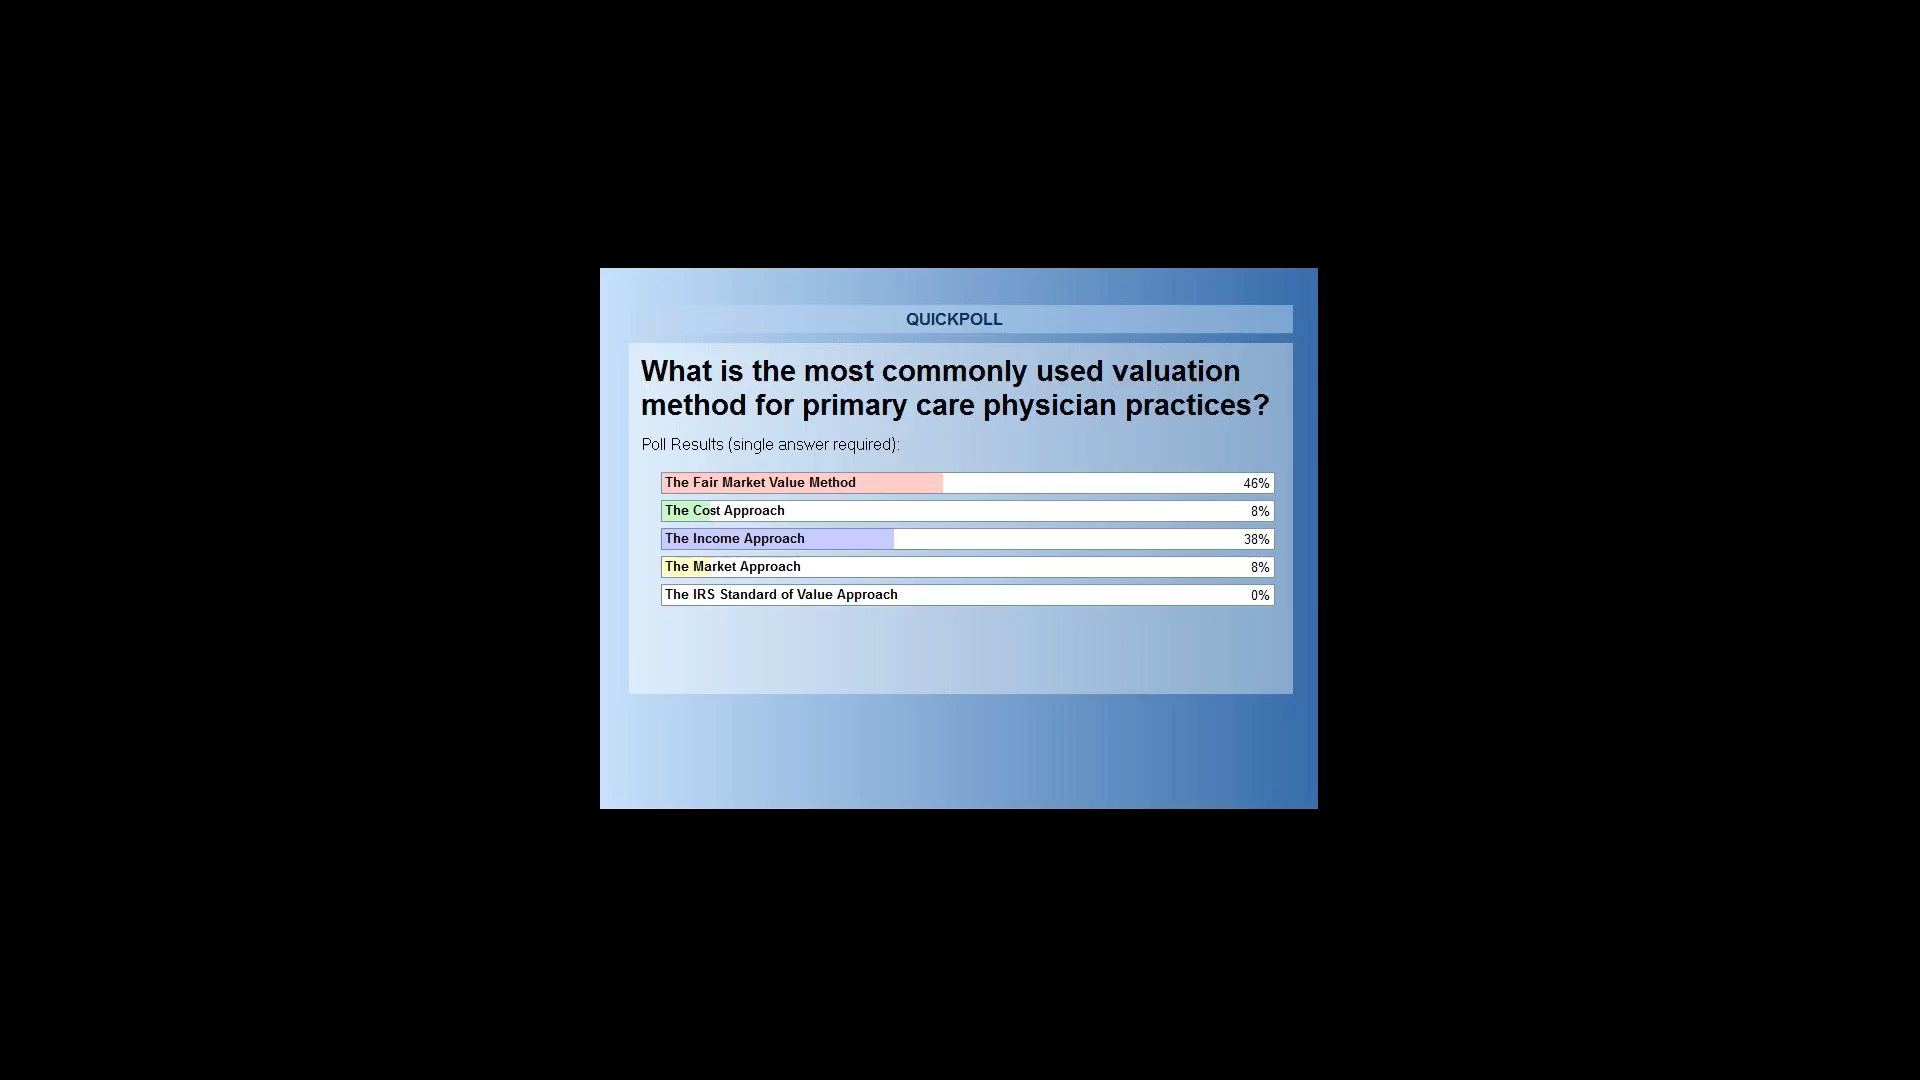 QUICKPOLL
What is the most commonly used valuation
method for primary care physician practices?
Poll Results (single answer required):
The Fair Market Value Method 46%
The Cost Approach 8%
The Income Approach 38%
The Market Approach 8%
The IRS Standard of Value Approach 0%